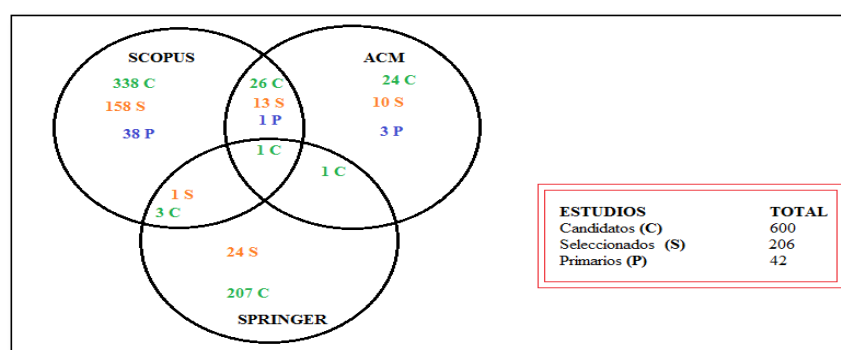 SCOPUS
ACM
338 C
26 C
24 C
158 S
13 S
10 S
38 P
1 P
3 P
1 C
1 C
1 S
3 C
24 S
207 C
SPRINGER
ESTUDIOS TOTAL
Candidatos (C) 600
Seleccionados (S) 206
Primarios (P) 42